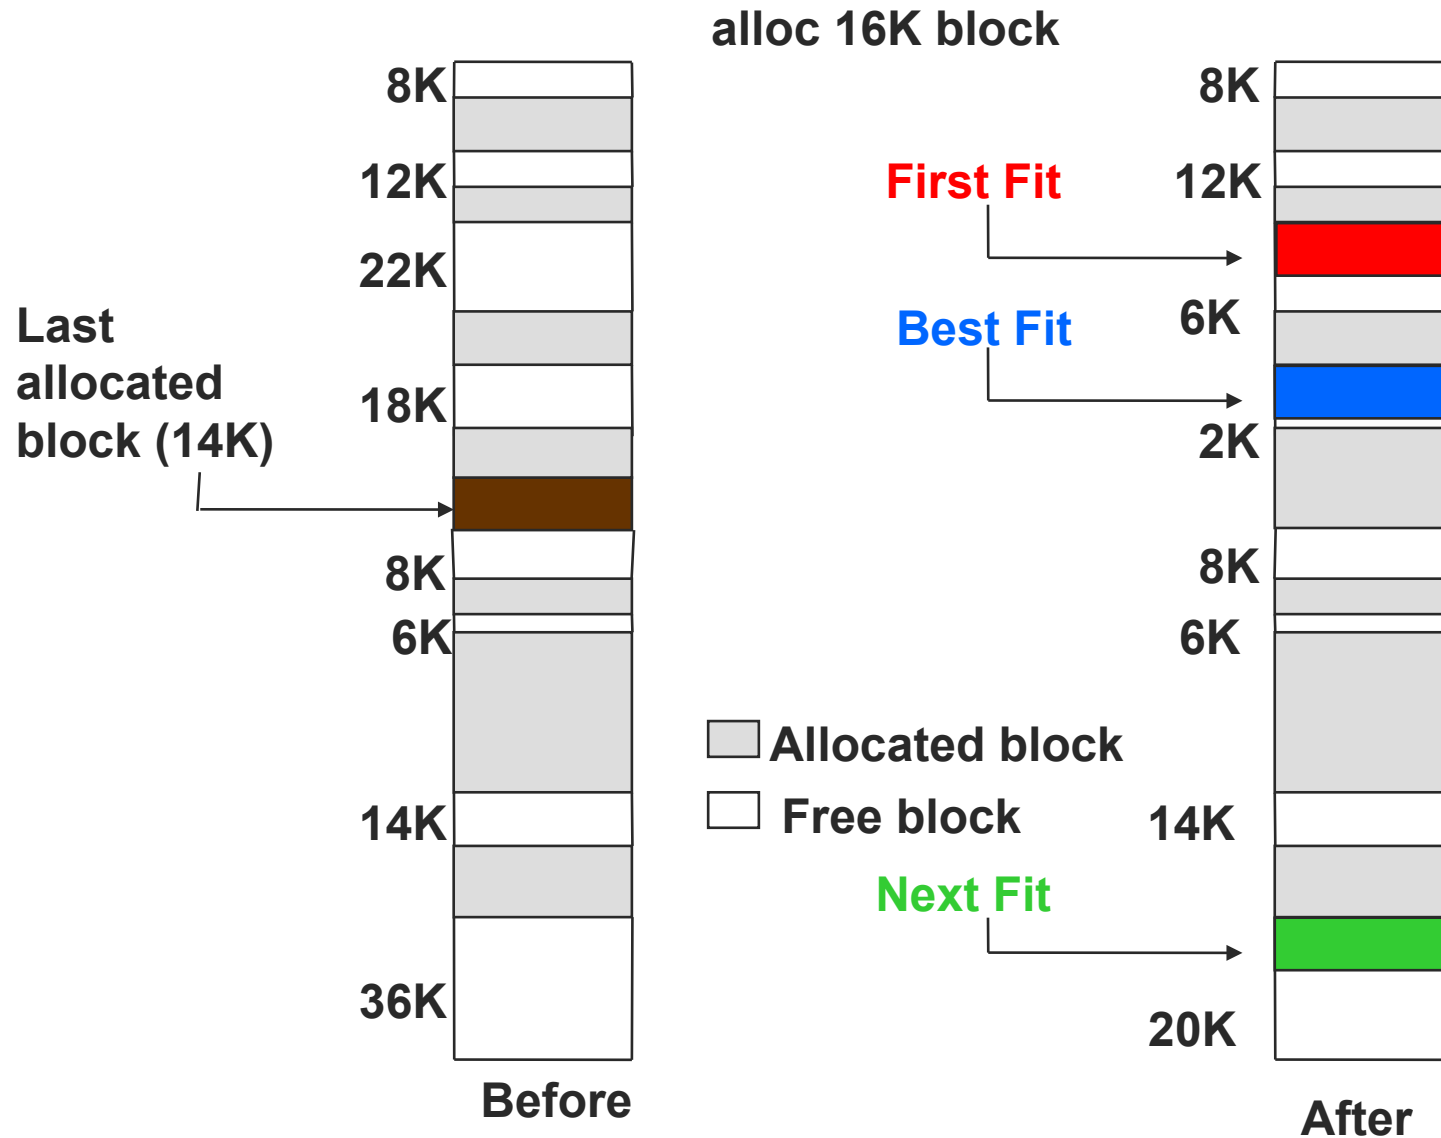 alloc 16K block
8K
12K
22K
Last
allocated
block (14K)
18K
8K
6K
14K
36K
Before
First Fit
Best Fit
Allocated block
Free block
Next Fit
8K
12K
6K
2K
8K
6K
14K
20K
After